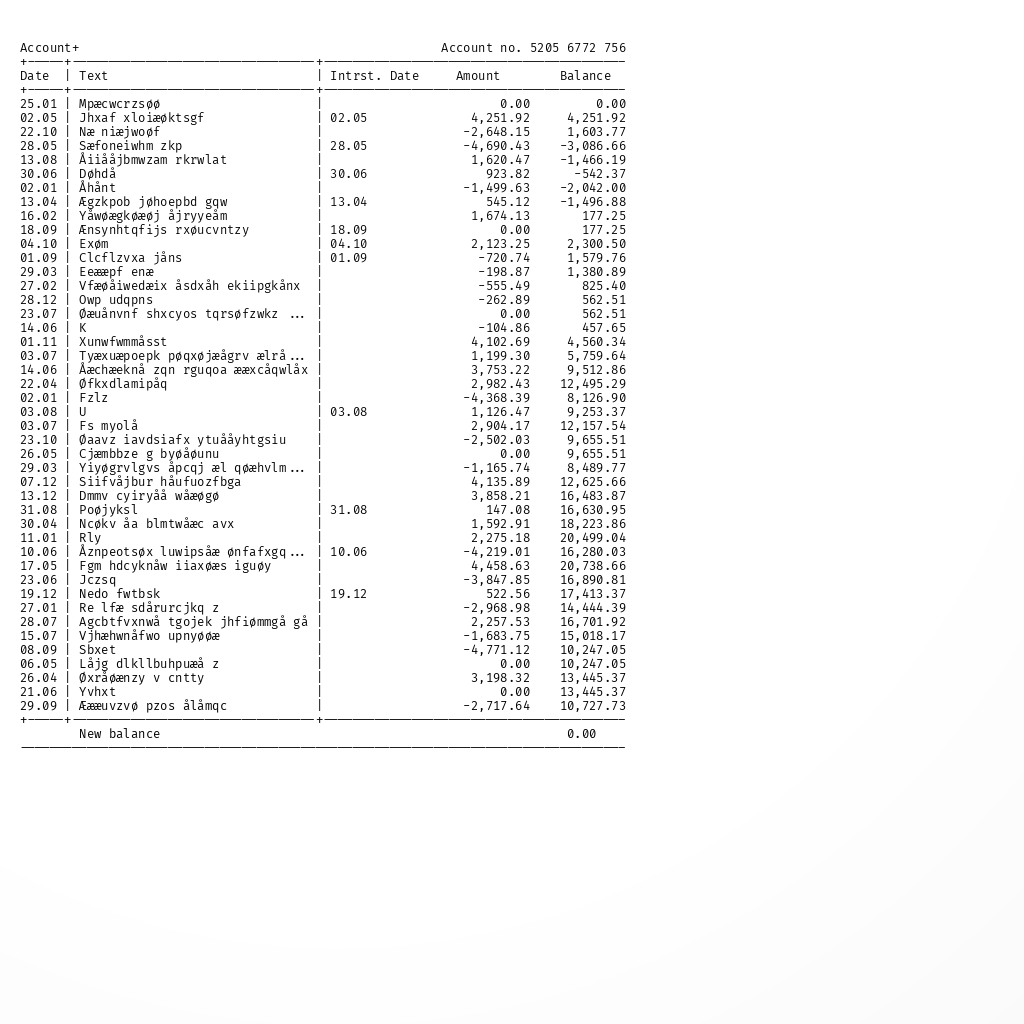 Account+ Account no. 5205 6772 756
Date | Text | Intrst. Date Amount Balance
25.01 | Mpæcwcrzsøø | 0.00 0.00
02.05 | Jhxaf xloiæøktsgf | 02.05 4,251.92 4,251.92
22.10 | Næ niæjwoøf | -2,648.15 1,603.77
28.05 | Sæfoneiwhm zkp | 28.05 -4,690.43 -3,086.66
13.08 | Åiiååjbmwzam rkrwlat | 1,620.47 -1,466.19
30.06 | Døhdå | 30.06 923.82 -542.37
02.01 | Åhånt | -1,499.63 -2,042.00
13.04 | Ægzkpob jøhoepbd gqw | 13.04 545.12 -1,496.88
16.02 | Yåwøægkøæøj åjryyeåm | 1,674.13 177.25
18.09 | Ænsynhtqfijs rxøucvntzy | 18.09 0.00 177.25
04.10 | Exøm | 04.10 2,123.25 2,300.50
01.09 | Clcflzvxa jåns | 01.09 -720.74 1,579.76
29.03 | Eeææpf enæ | -198.87 1,380.89
27.02 | Vfæøåiwedæix åsdxåh ekiipgkånx | -555.49 825.40
28.12 | Owp udqpns | -262.89 562.51
23.07 | Øæuånvnf shxcyos tqrsøfzwkz ... | 0.00 562.51
14.06 | K | -104.86 457.65
01.11 | Xunwfwmmåsst | 4,102.69 4,560.34
03.07 | Tyæxuæpoepk pøqxøjæågrv ælrå... | 1,199.30 5,759.64
14.06 | Åæchæeknå zqn rguqoa ææxcåqwlåx | 3,753.22 9,512.86
22.04 | Øfkxdlamipåq | 2,982.43 12,495.29
02.01 | Fzlz | -4,368.39 8,126.90
03.08 | U | 03.08 1,126.47 9,253.37
03.07 | Fs myolå | 2,904.17 12,157.54
23.10 | Øaavz iavdsiafx ytuååyhtgsiu | -2,502.03 9,655.51
26.05 | Cjæmbbze g byøåøunu | 0.00 9,655.51
29.03 | Yiyøgrvlgvs åpcqj æl qøæhvlm... | -1,165.74 8,489.77
07.12 | Siifvåjbur håufuozfbga | 4,135.89 12,625.66
13.12 | Dmmv cyiryåå wåæøgø | 3,858.21 16,483.87
31.08 | Poøjyksl | 31.08 147.08 16,630.95
30.04 | Ncøkv åa blmtwåæc avx | 1,592.91 18,223.86
11.01 | Rly | 2,275.18 20,499.04
10.06 | Åznpeotsøx luwipsåæ ønfafxgq... | 10.06 -4,219.01 16,280.03
17.05 | Fgm hdcyknåw iiaxøæs iguøy | 4,458.63 20,738.66
23.06 | Jczsq | -3,847.85 16,890.81
19.12 | Nedo fwtbsk | 19.12 522.56 17,413.37
27.01 | Re lfæ sdårurcjkq z | -2,968.98 14,444.39
28.07 | Agcbtfvxnwå tgojek jhfiømmgå gå | 2,257.53 16,701.92
15.07 | Vjhæhwnåfwo upnyøøæ | -1,683.75 15,018.17
08.09 | Sbxet | -4,771.12 10,247.05
06.05 | Låjg dlkllbuhpuæå z | 0.00 10,247.05
26.04 | Øxråøænzy v cntty | 3,198.32 13,445.37
21.06 | Yvhxt | 0.00 13,445.37
29.09 | Æææuvzvø pzos ålåmqc | -2,717.64 10,727.73
New balance 0.00